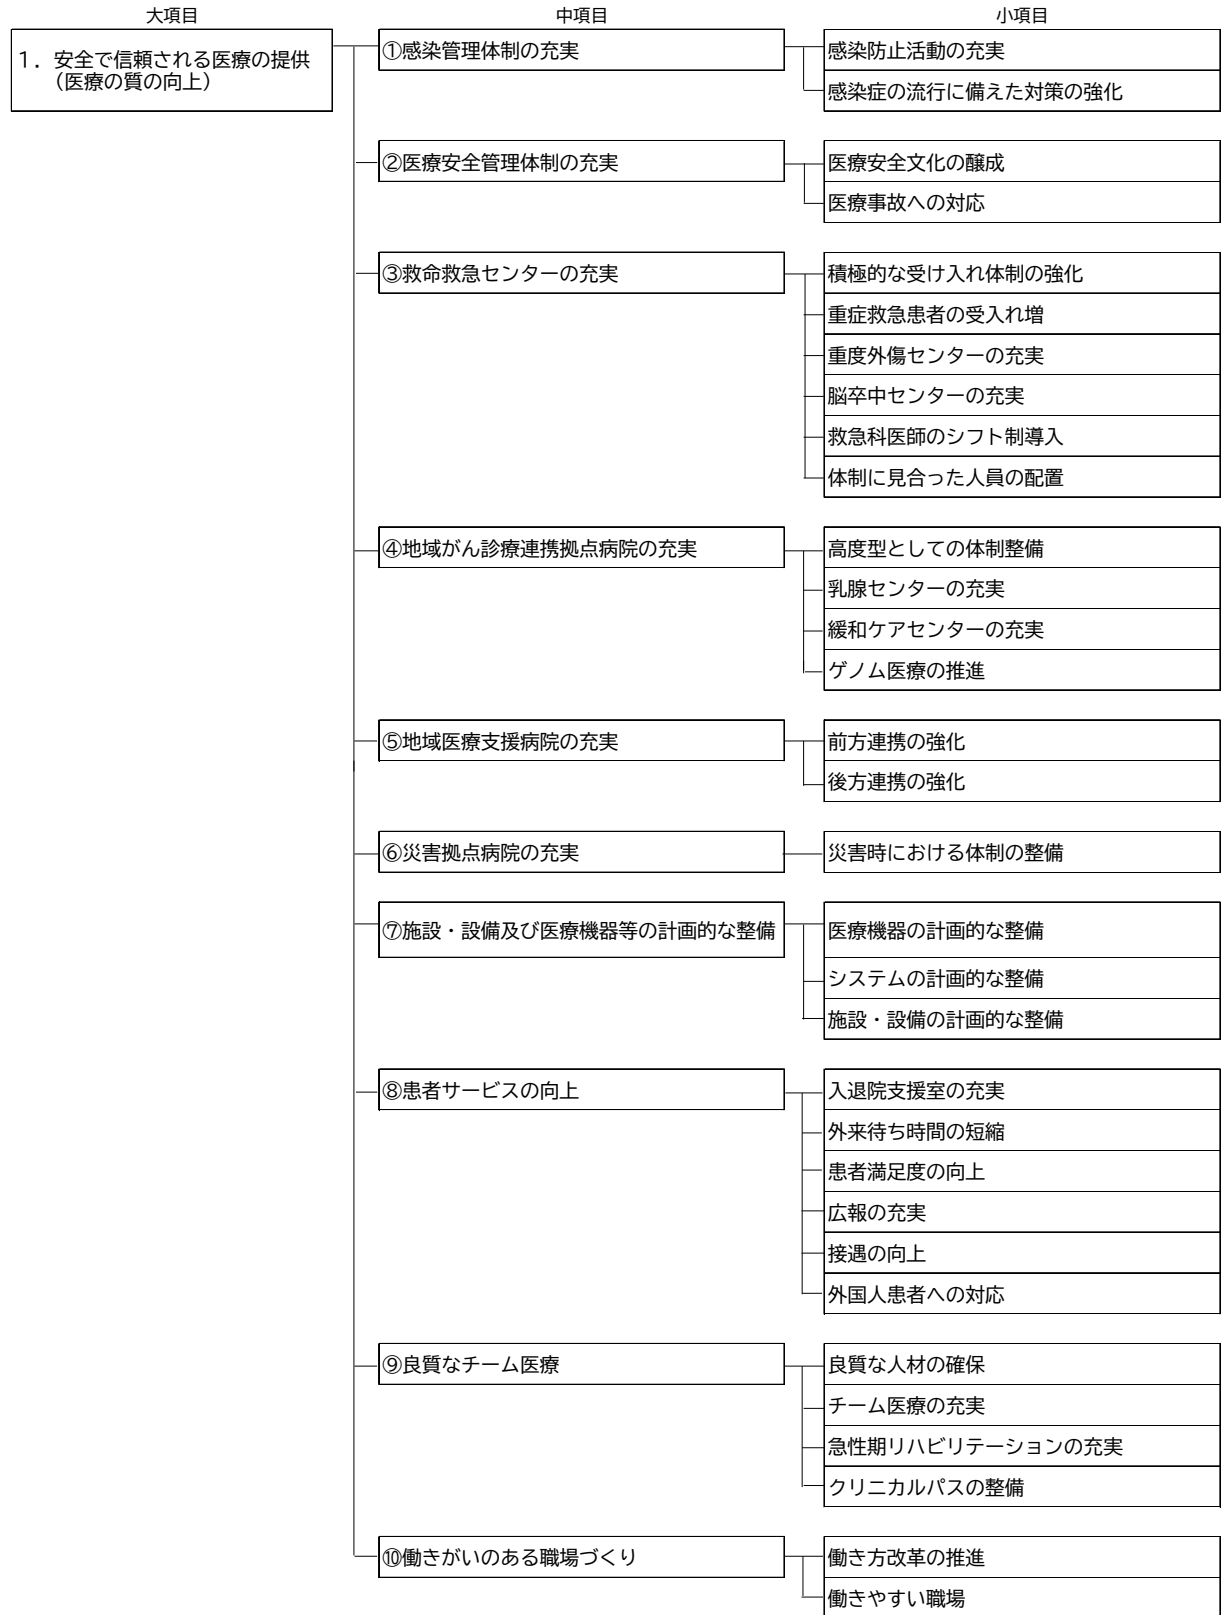 大項目
中項目
小項目
1．安全で信頼される医療の提供
（医療の質の向上）
①感染管理体制の充実
感染防止活動の充実
感染症の流行に備えた対策の強化
②医療安全管理体制の充実
医療安全文化の醸成
医療事故への対応
③救命救急センターの充実
積極的な受け入れ体制の強化
重症救急患者の受入れ増
重度外傷センターの充実
脳卒中センターの充実
救急科医師のシフト制導入
体制に見合った人員の配置
④地域がん診療連携拠点病院の充実
高度型としての体制整備
乳腺センターの充実
緩和ケアセンターの充実
ゲノム医療の推進
⑤地域医療支援病院の充実
前方連携の強化
後方連携の強化
⑥災害拠点病院の充実
災害時における体制の整備
⑦施設・設備及び医療機器等の計画的な整備
医療機器の計画的な整備
システムの計画的な整備
施設・設備の計画的な整備
⑧患者サービスの向上
入退院支援室の充実
外来待ち時間の短縮
患者満足度の向上
広報の充実
接遇の向上
外国人患者への対応
⑨良質なチーム医療
良質な人材の確保
チーム医療の充実
急性期リハビリテーションの充実
クリニカルパスの整備
⑩働きがいのある職場づくり
働き方改革の推進
働きやすい職場